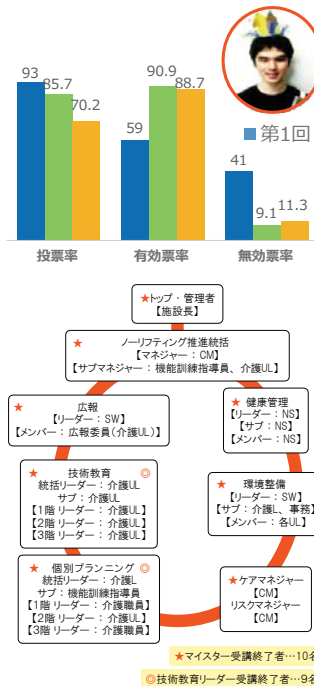 93
85.7
70.2
59
90.9
88.7
41
9.1
11.3
■第1回
投票率
有効票率
無効票率
★トップ・管理者
【施設長】
★ ノーリフティング推進統括
【マネジャー：CM】
【サブマネジャー：機能訓練指導員、介護UL】
★ 広報
【リーダー：SW】
【メンバー：広報委員(介護UL)】
★ 健康管理
【リーダー：NS】
【サブ：NS】
【メンバー：NS】
★ 技術教育 ◎
統括リーダー：介護UL
サブ：介護UL
【1階 リーダー：介護UL】
【2階 リーダー：介護UL】
【3階 リーダー：介護UL】
★ 環境整備
【リーダー：SW】
【サブ：介護L、事務】
【メンバー：各UL】
★ 個別プランニング ◎
統括リーダー：介護L
サブ：機能訓練指導員
【1階 リーダー：介護職員】
【2階 リーダー：介護UL】
【3階 リーダー：介護職員】
★ケアマネジャー
【CM】
リスクマネジャー
【CM】
★マイスター受講終了者…10名
◎技術教育リーダー受講終了者…9名